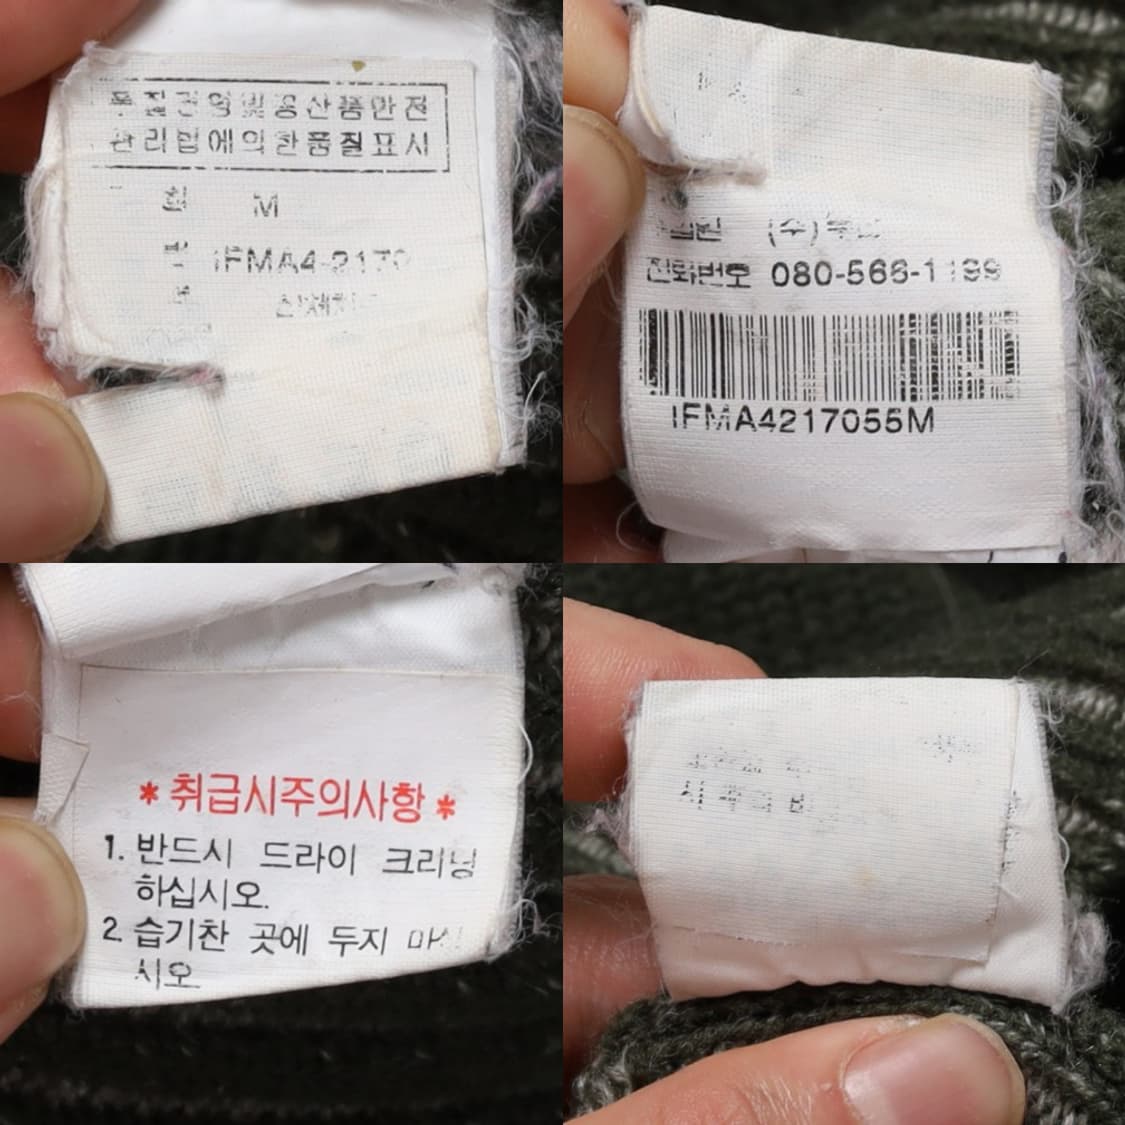 품질경영및공산품안전
관리법에의한품질표시
M
IFMA4-2170
전화번호 080-566-1199
IFMA4217055M
* 취급시주의사항 *
1. 반드시 드라이 크리닝
하십시오.
2. 습기찬 곳에 두지 마십
시오